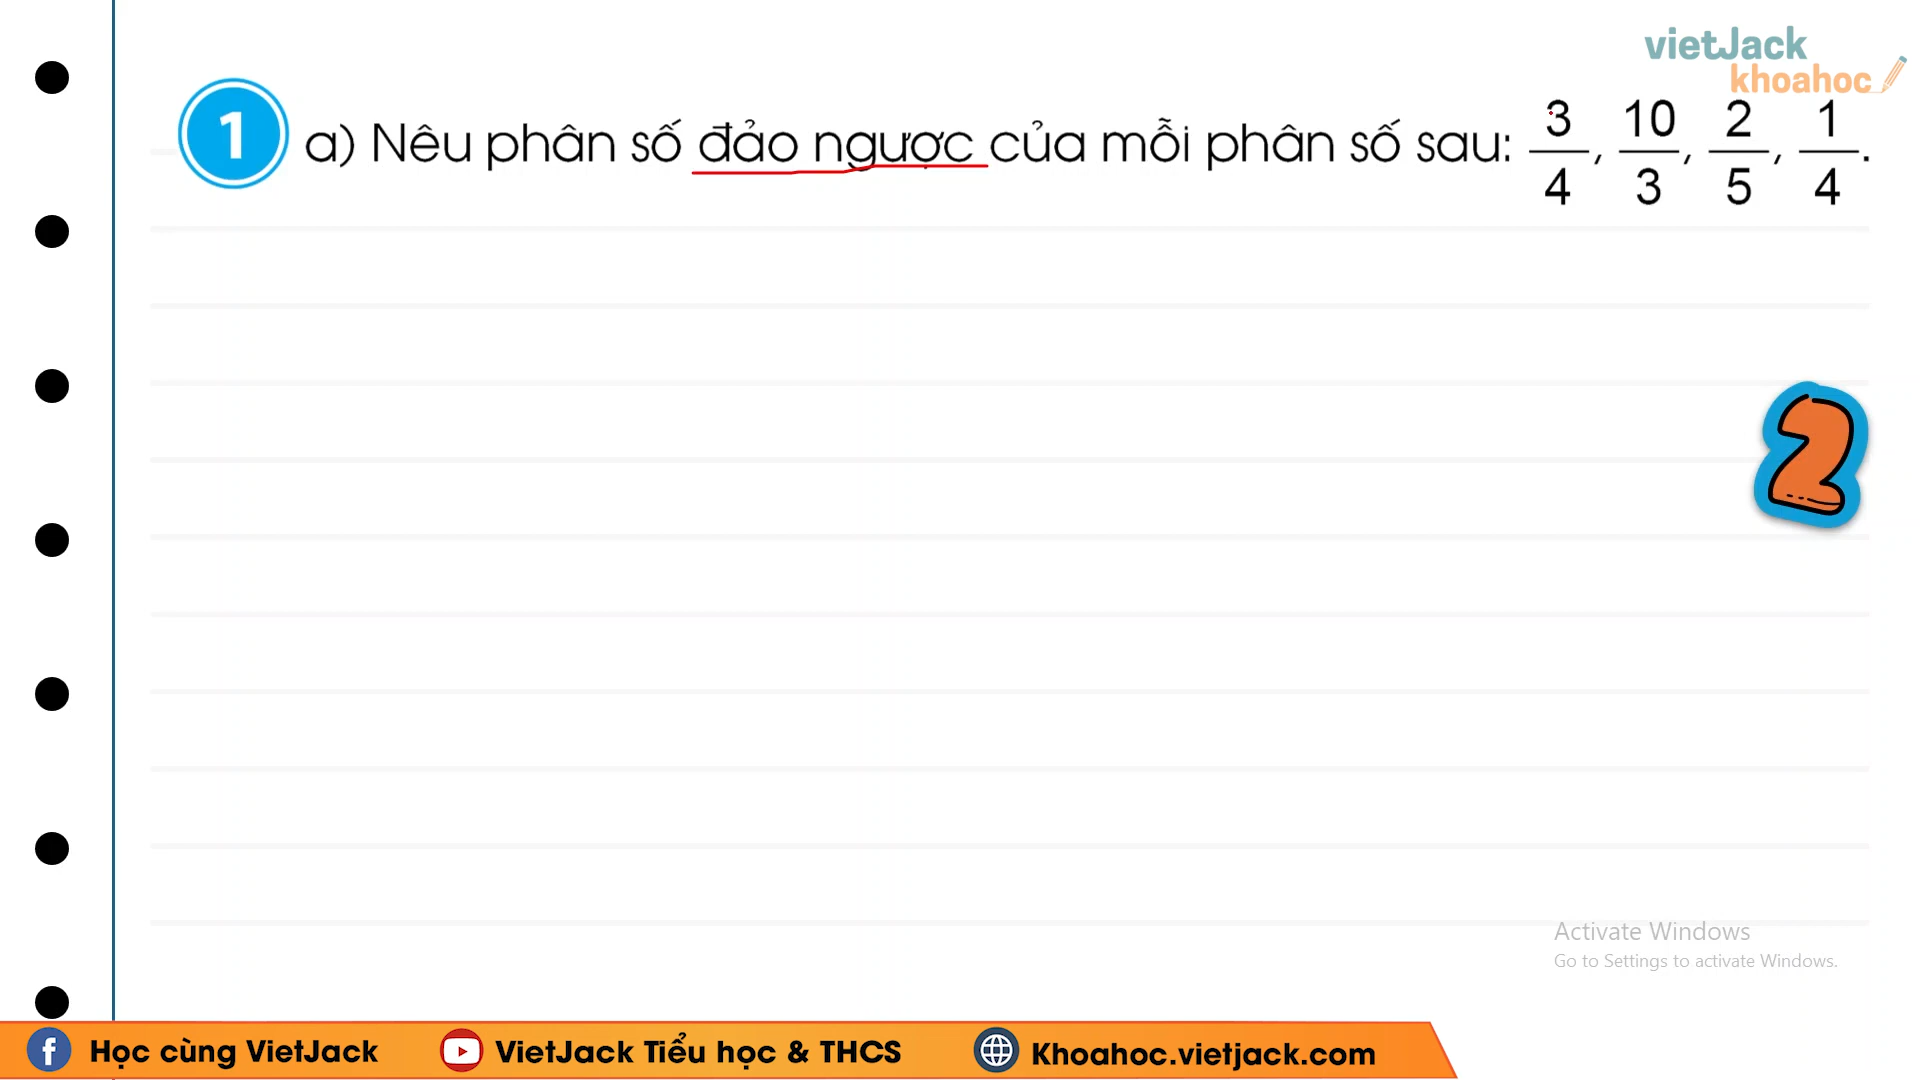 vietJack
khoahoc
1 a) Nêu phân số đảo ngược của mỗi phân số sau: 3/4, 10/3, 2/5, 1/4.
2
Activate Windows
Go to Settings to activate Windows.
Học cùng VietJack VietJack Tiểu học & THCS Khoahoc.vietjack.com